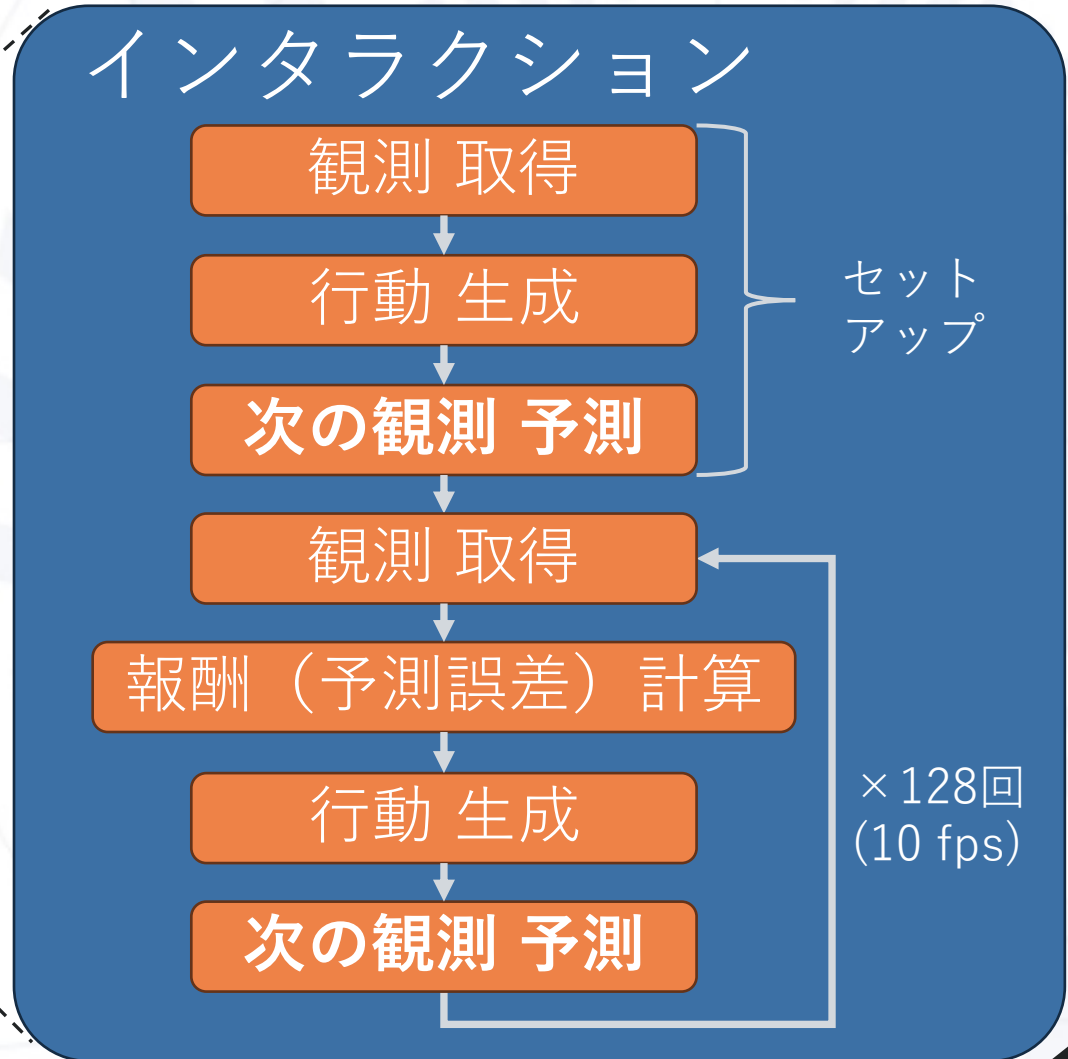 インタラクション
観測 取得
行動 生成
次の観測 予測
セット
アップ
観測 取得
報酬（予測誤差）計算
行動 生成
次の観測 予測
×128回
(10 fps)